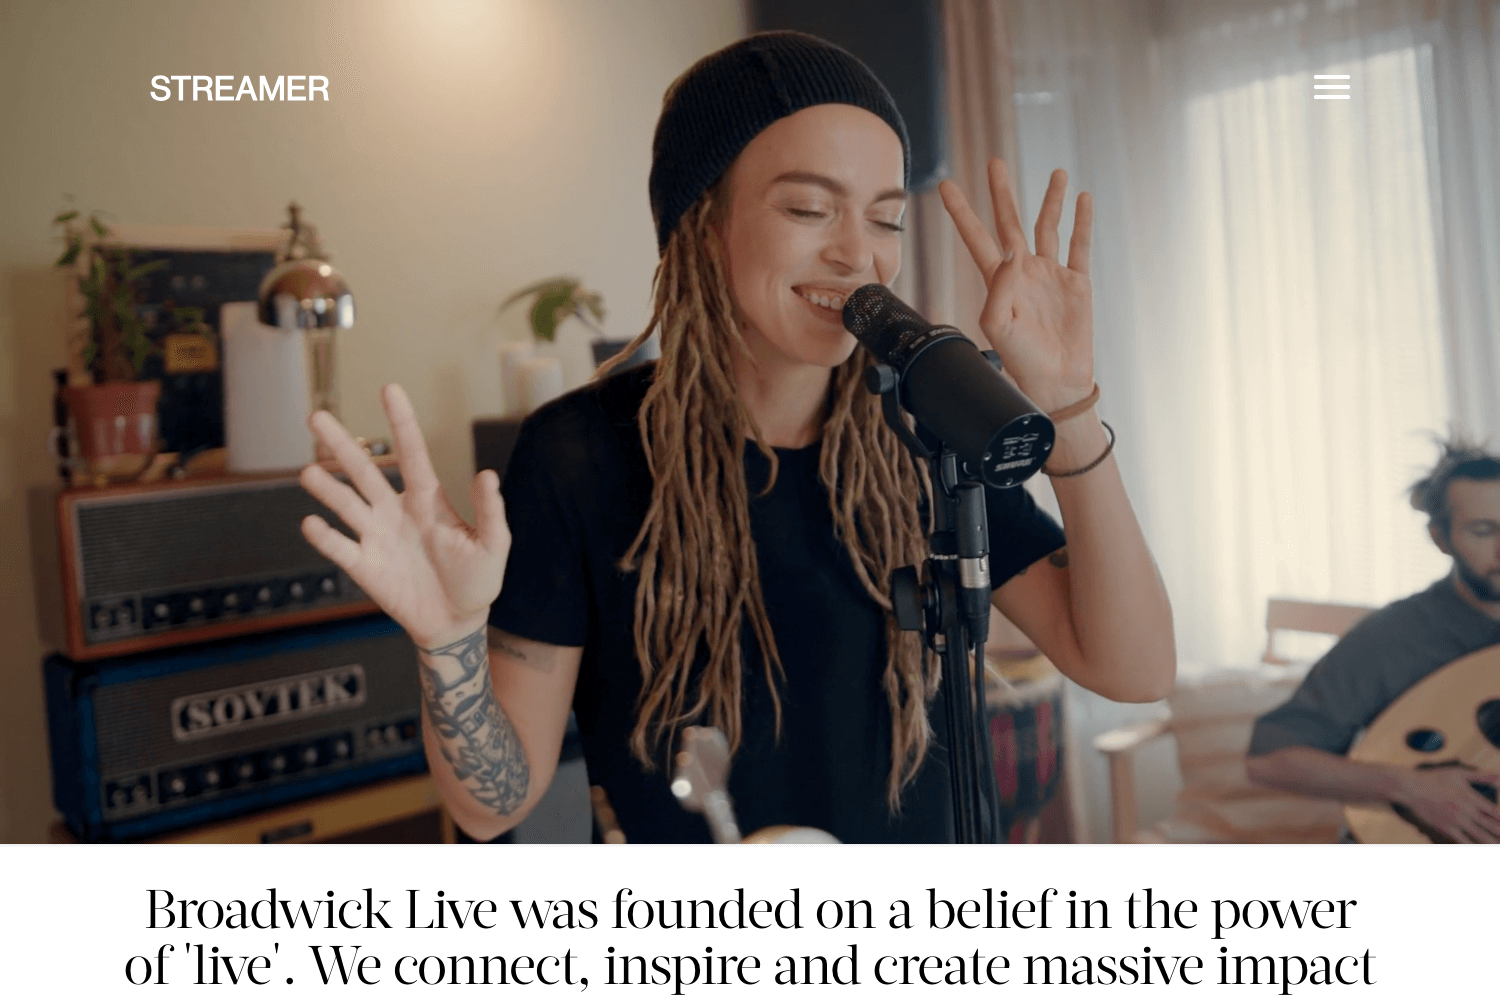 STREAMER
SOVTEK
SHURE
Broadwick Live was founded on a belief in the power
of 'live'. We connect, inspire and create massive impact